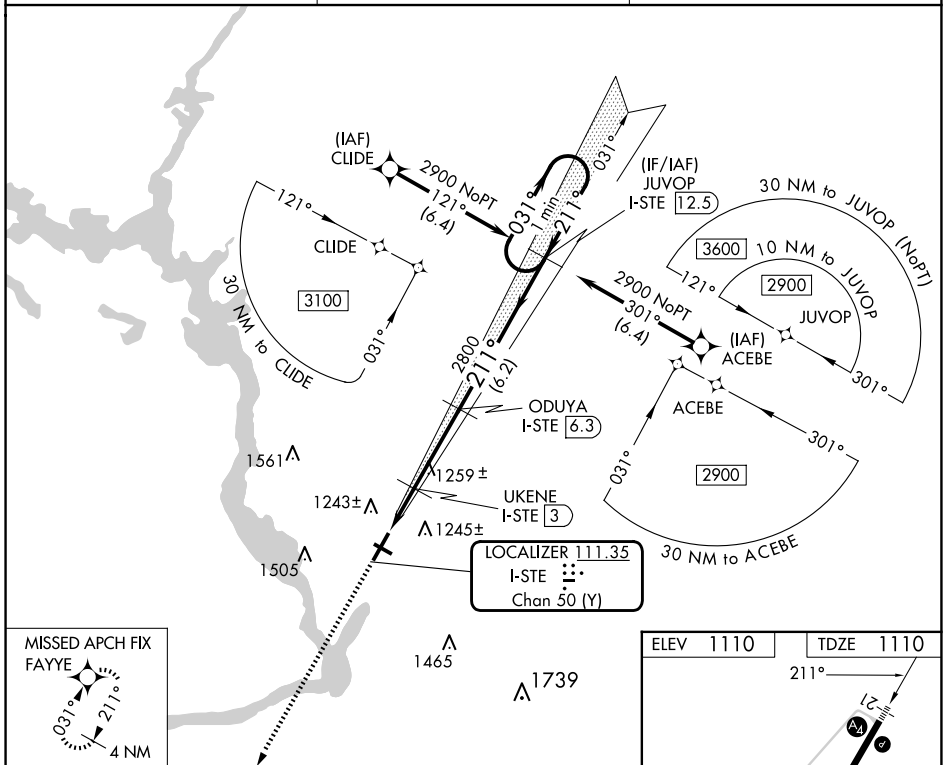 (IAF)
CLIDE
2900 NoPT
121°
(6.4)
031°
1 min
211°
031°
(IF/IAF)
JUVOP
I-STE 12.5
30 NM to JUVOP (NoPT)
3600
10 NM to JUVOP
2900
121°
JUVOP
301°
121°
CLIDE
3100
031°
30 NM to CLIDE
2900 NoPT
301°
(6.4)
(IAF)
ACEBE
2800
211°
(6.2)
ODUYA
I-STE 6.3
ACEBE
301°
031°
2900
30 NM to ACEBE
1561
1259 ±
1243±
UKENE
I-STE 3
1245±
1505
LOCALIZER 111.35
I-STE
Chan 50 (Y)
1465
1739
MISSED APCH FIX
FAYYE
031°
211°
4 NM
ELEV 1110
TDZE 1110
211°
21
A4
P